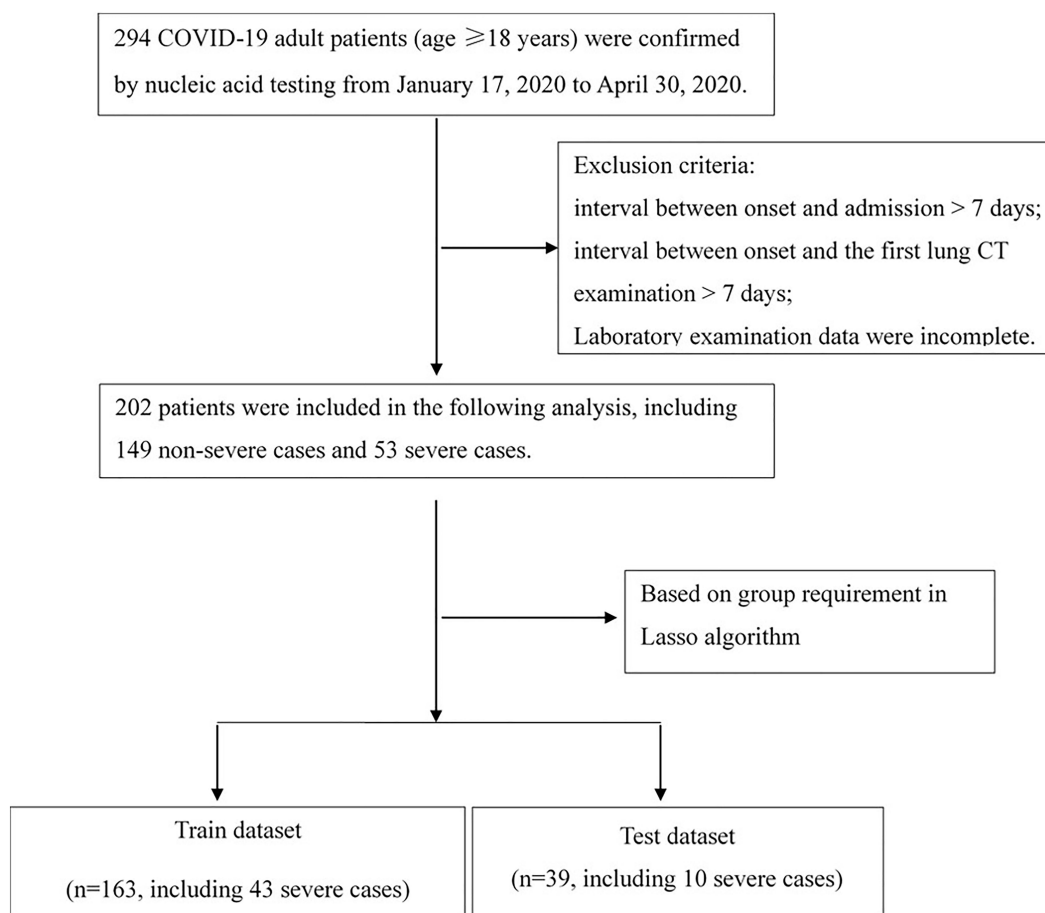 294 COVID-19 adult patients (age ⩾18 years) were confirmed
by nucleic acid testing from January 17, 2020 to April 30, 2020.
Exclusion criteria:
interval between onset and admission > 7 days;
interval between onset and the first lung CT
examination > 7 days;
Laboratory examination data were incomplete.
202 patients were included in the following analysis, including
149 non-severe cases and 53 severe cases.
Based on group requirement in
Lasso algorithm
Train dataset
(n=163, including 43 severe cases)
Test dataset
(n=39, including 10 severe cases)